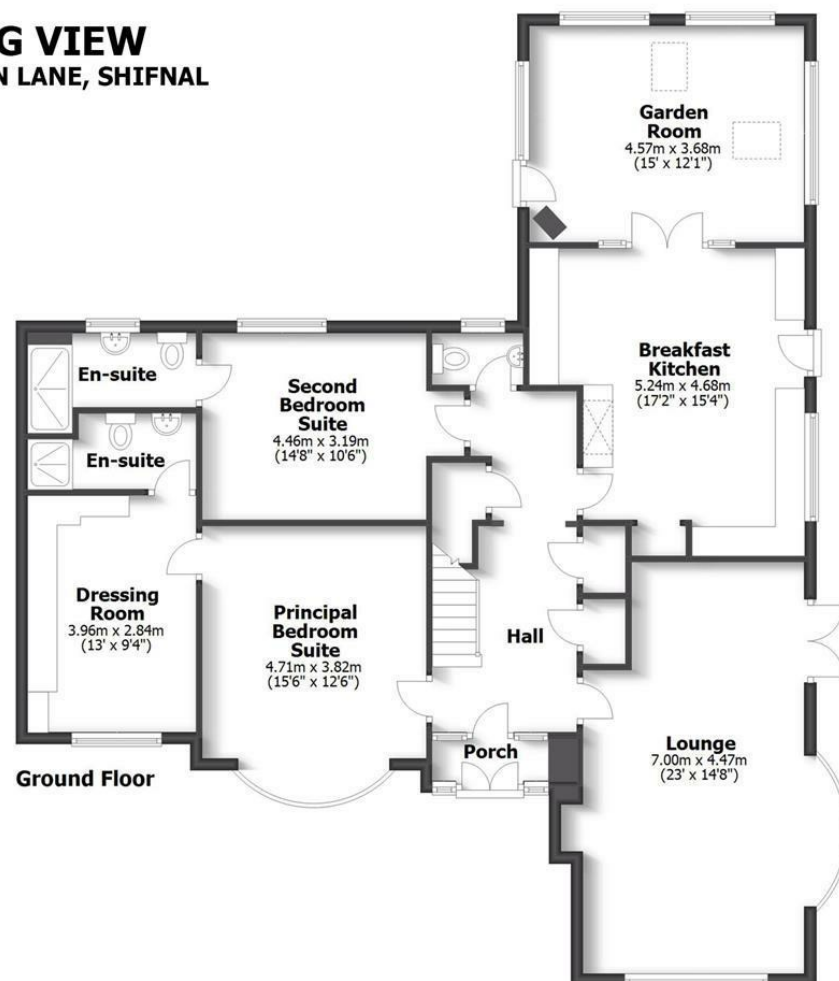 G VIEW
N LANE, SHIFNAL
Garden
Room
4.57m x 3.68m
(15' x 12'1")
Breakfast
Kitchen
5.24m x 4.68m
(17'2" x 15'4")
En-suite
Second
Bedroom
Suite
4.46m x 3.19m
(14'8" x 10'6")
En-suite
Dressing
Room
3.96m x 2.84m
(13' x 9'4")
Principal
Bedroom
Suite
4.71m x 3.82m
(15'6" x 12'6")
Hall
Porch
Lounge
7.00m x 4.47m
(23' x 14'8")
Ground Floor